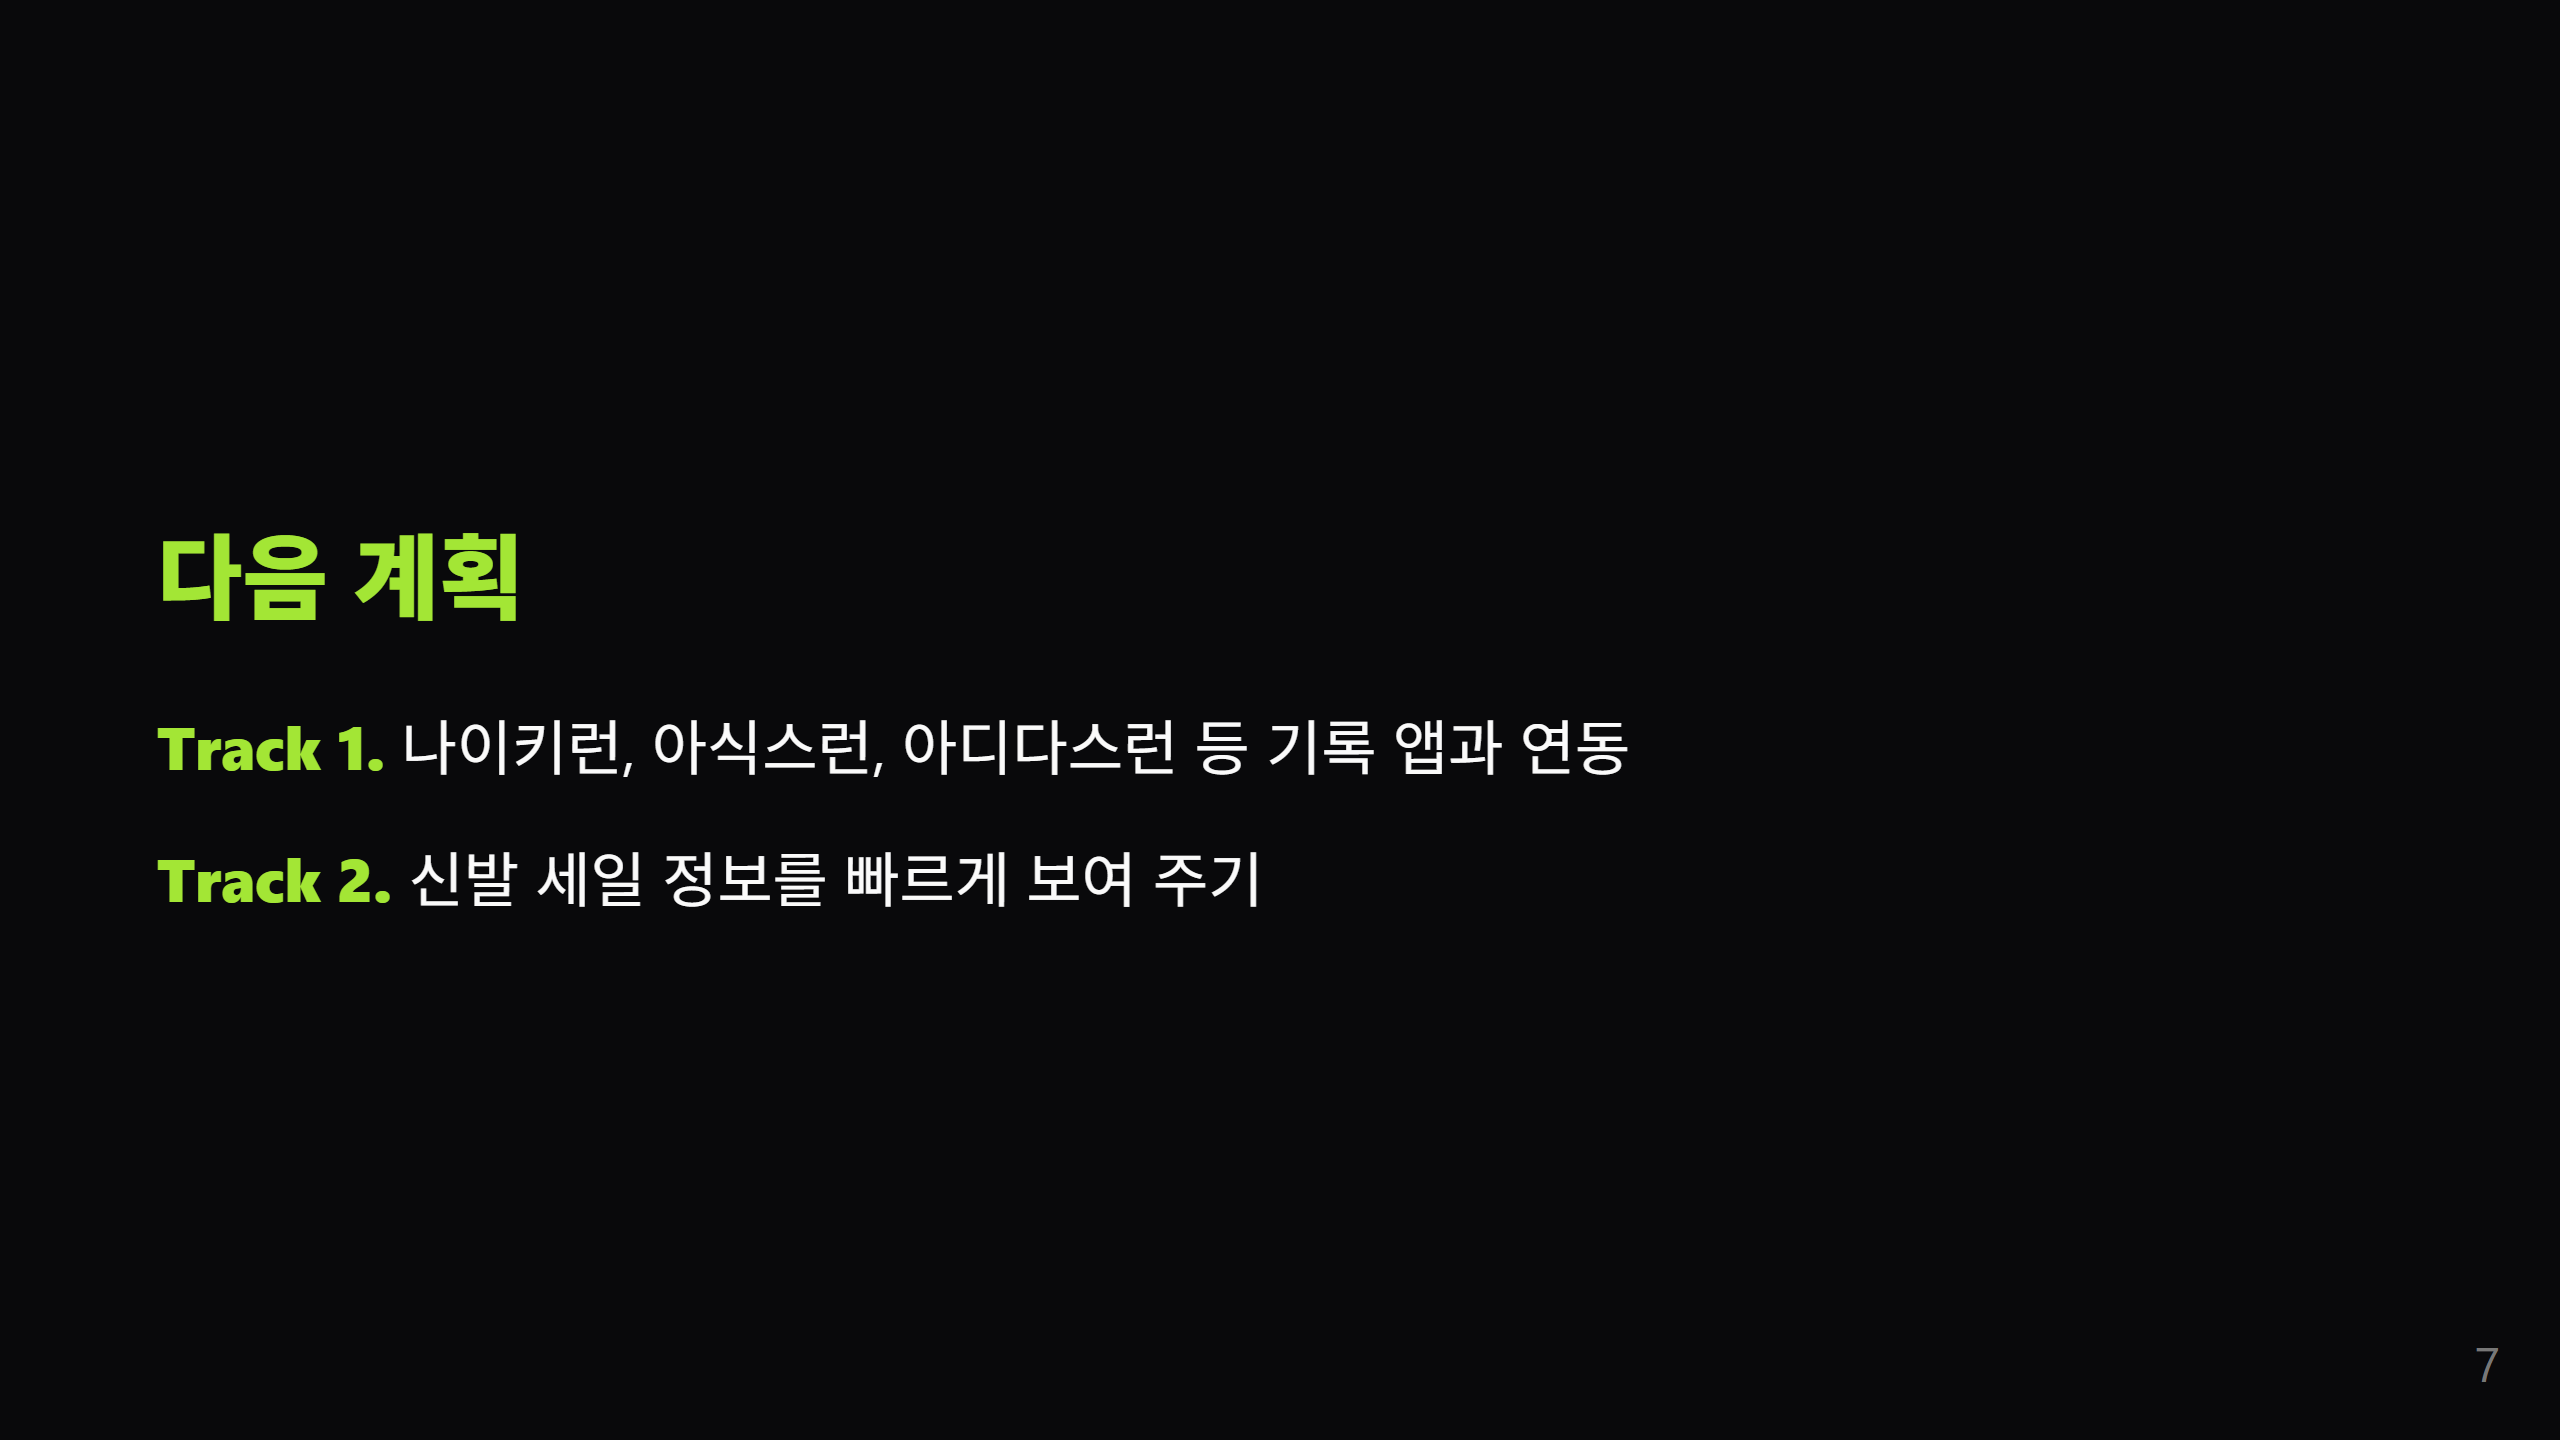 다음 계획
Track 1. 나이키런, 아식스런, 아디다스런 등 기록 앱과 연동
Track 2. 신발 세일 정보를 빠르게 보여 주기
7